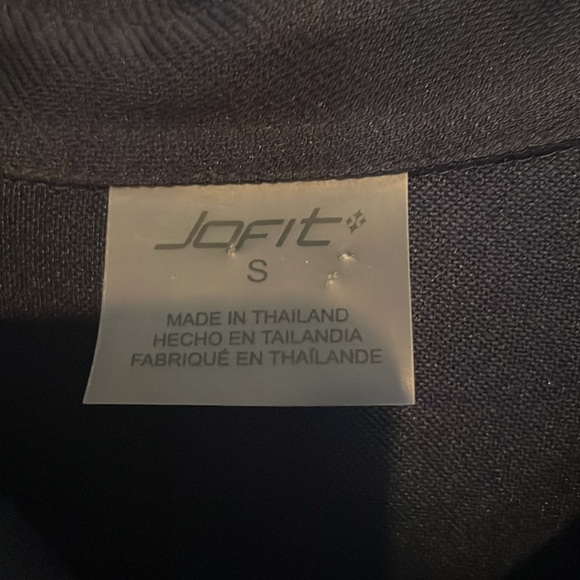 JOFIT
S
MADE IN THAILAND
HECHO EN TAILANDIA
FABRIQUÉ EN THAÏLANDE